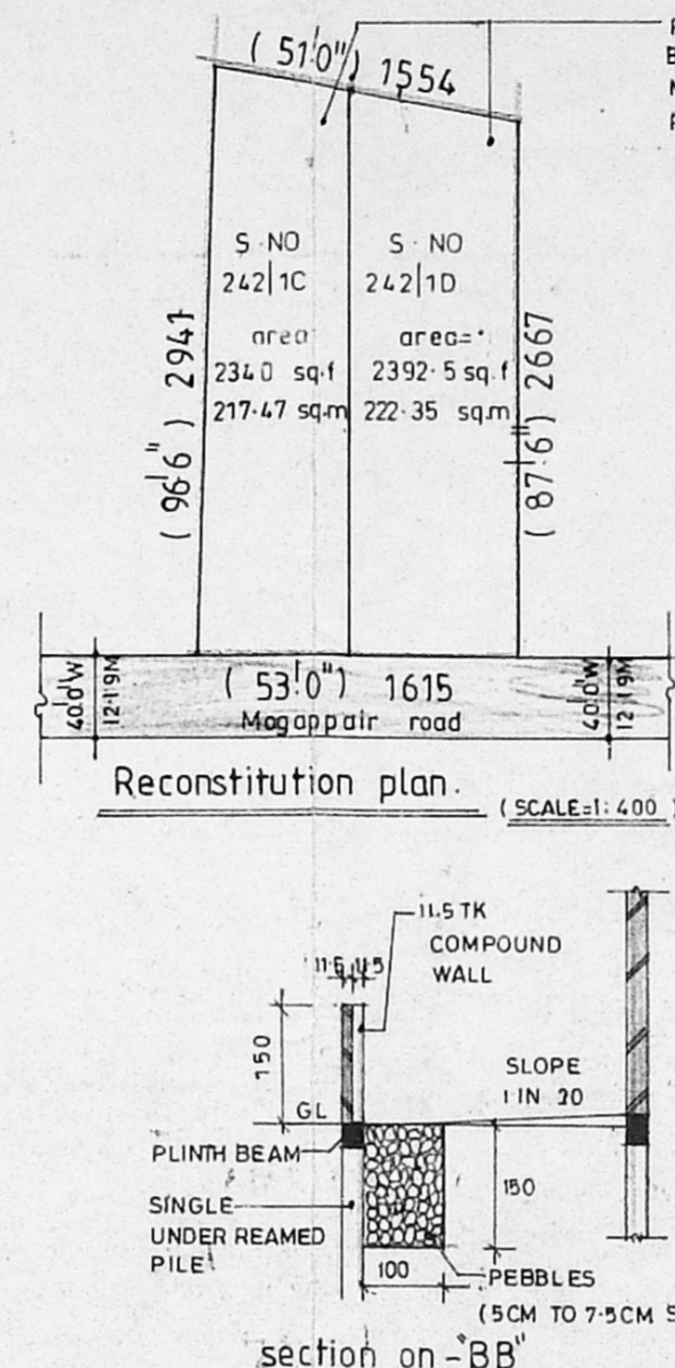 ( 51'0" ) 1554
S.NO
242|1C
area
2340 sq.f
217.47 sq.m
S.NO
242|1D
area=
2392.5 sq.f
222.35 sq.m
( 96'6" ) 2941
( 87'6" ) 2667
40'0"W
12.19M
( 53'0" ) 1615
Mogappair road
40'0"W
12.19M
Reconstitution plan.
(SCALE=1:400)
11.5 TK
COMPOUND
WALL
11.5 11.5
150
SLOPE
1 IN 20
GL
PLINTH BEAM
SINGLE
UNDER REAMED
PILE
150
100
PEBBLES
(5CM TO 7.5CM S
section on -"BB"